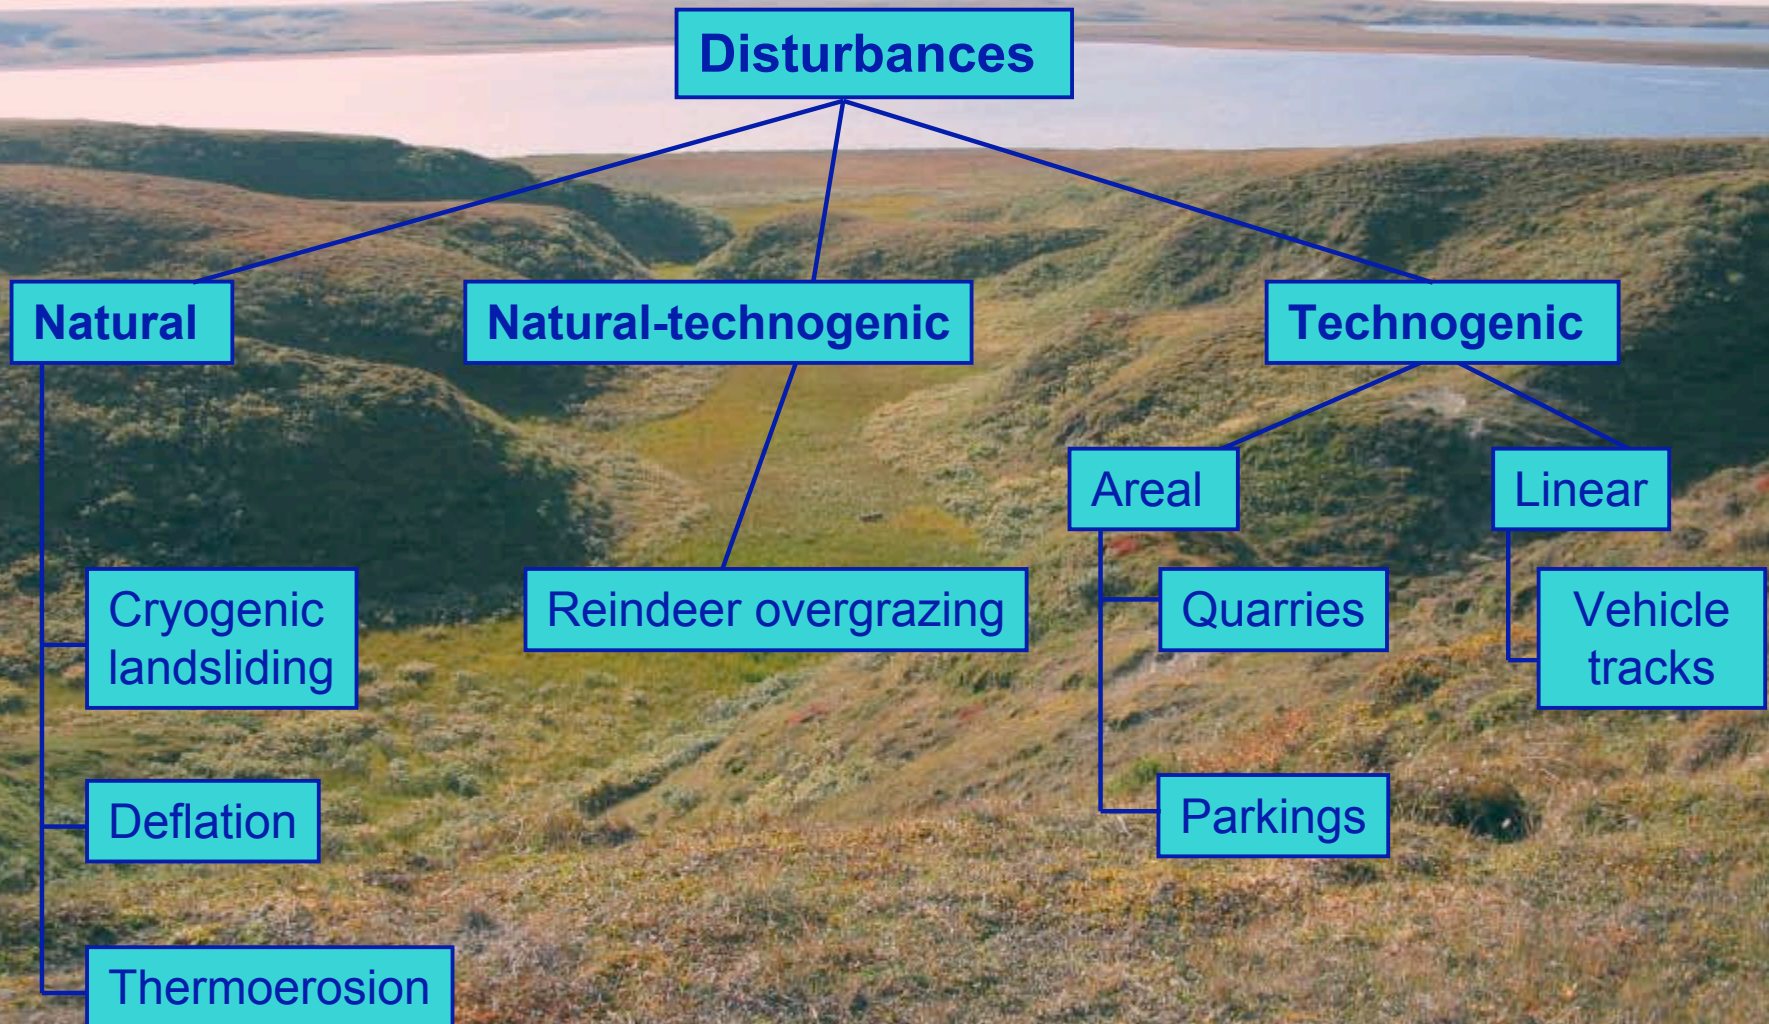 Disturbances
Natural
Natural-technogenic
Technogenic
Areal
Linear
Cryogenic
landsliding
Reindeer overgrazing
Quarries
Vehicle
tracks
Deflation
Parkings
Thermoerosion